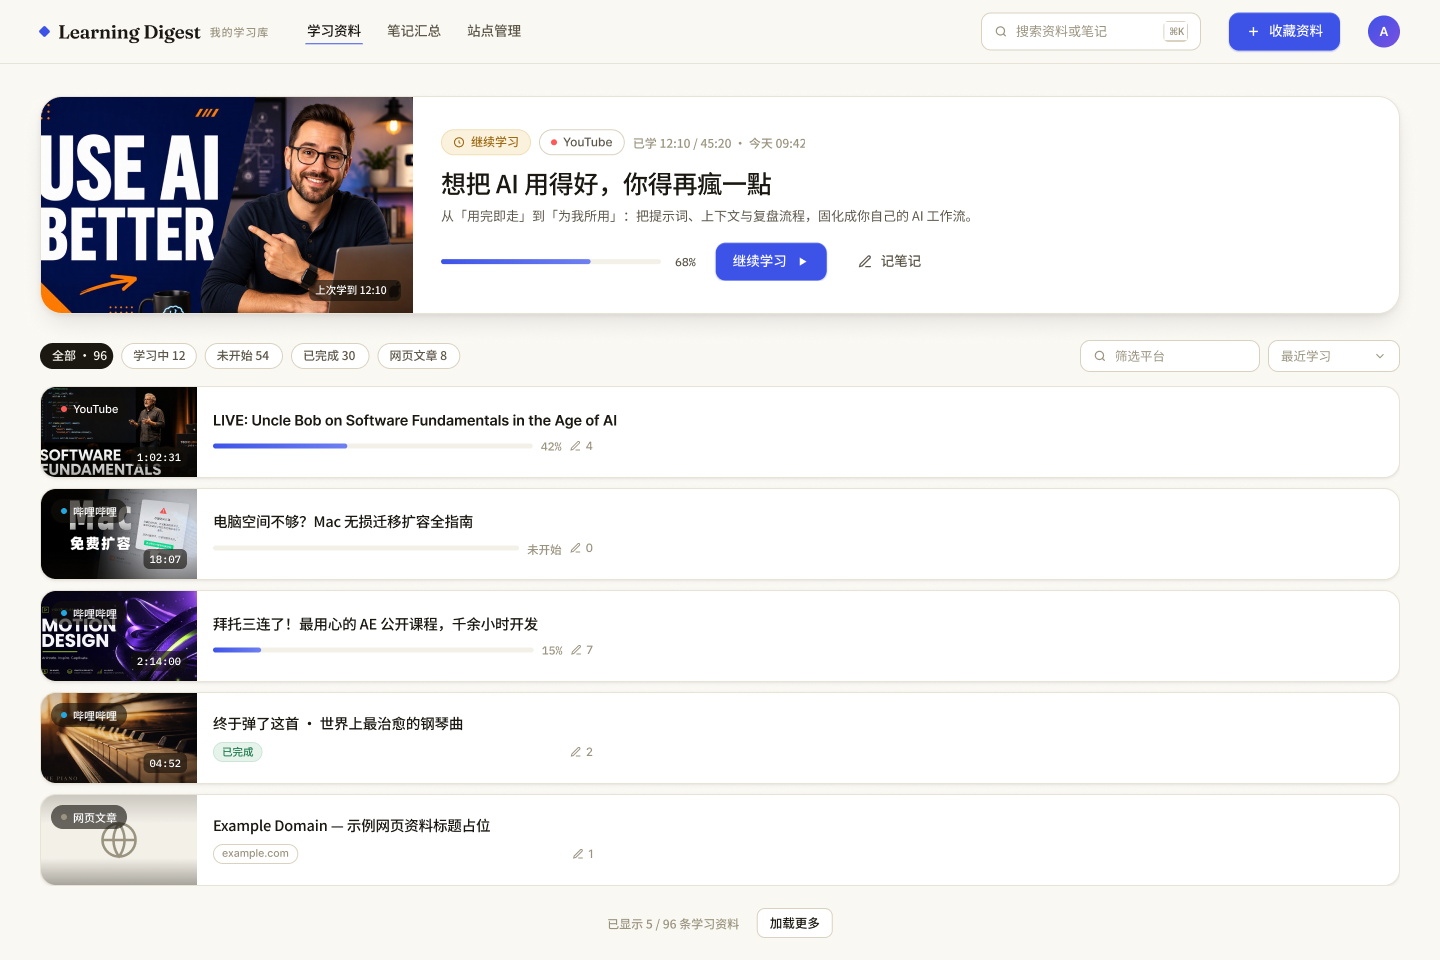 Learning Digest 我的学习库 学习资料 笔记汇总 站点管理 搜索资料或笔记 ⌘K + 收藏资料 A
USE AI
BETTER
上次学到 12:10
继续学习 YouTube 已学 12:10 / 45:20 · 今天 09:42
想把 AI 用得好，你得再瘋一點
从「用完即走」到「为我所用」：把提示词、上下文与复盘流程，固化成你自己的 AI 工作流。
68% 继续学习 记笔记
全部 · 96 学习中 12 未开始 54 已完成 30 网页文章 8 筛选平台 最近学习
YouTube
SOFTWARE
FUNDAMENTALS
1:02:31
LIVE: Uncle Bob on Software Fundamentals in the Age of AI
42% 4
哔哩哔哩
Mac
免费扩容
18:07
电脑空间不够？Mac 无损迁移扩容全指南
未开始 0
哔哩哔哩
MOTION
DESIGN
2:14:00
拜托三连了！最用心的 AE 公开课程，千余小时开发
15% 7
哔哩哔哩
04:52
终于弹了这首 · 世界上最治愈的钢琴曲
已完成 2
网页文章
Example Domain — 示例网页资料标题占位
example.com 1
已显示 5 / 96 条学习资料 加载更多